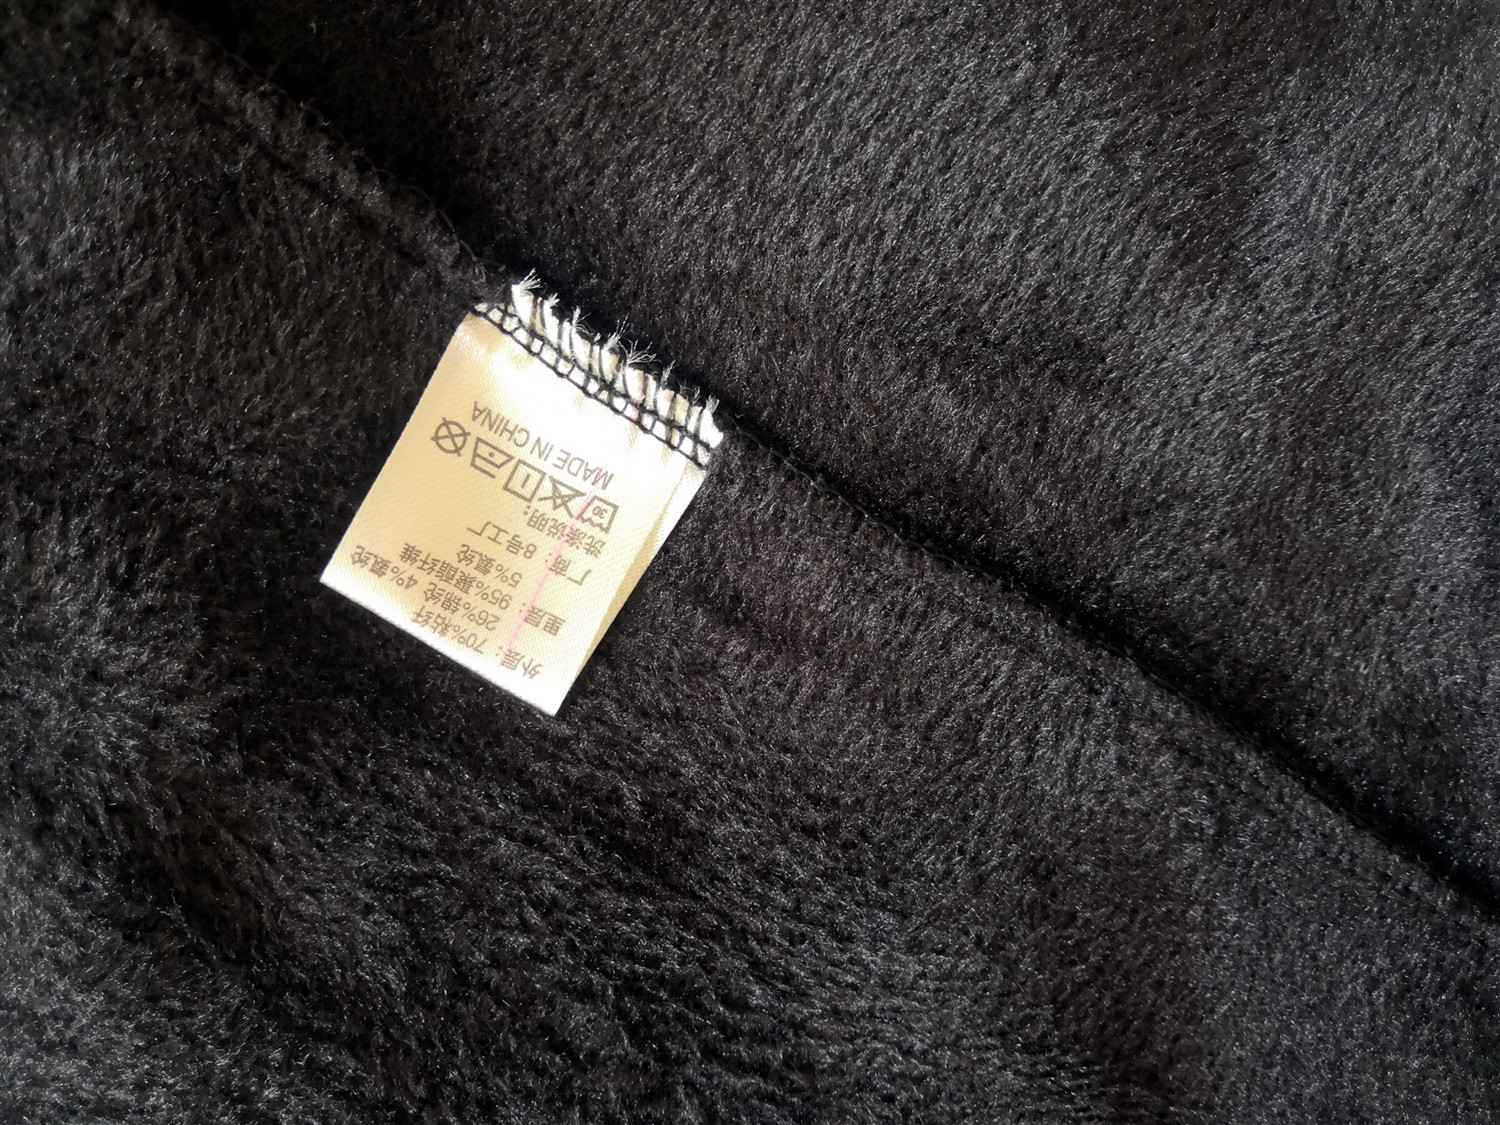 外层：70%粘纤
26%锦纶 4%氨纶
里层：95%聚酯纤维
5%氨纶
厂商：8号工厂
洗涤说明：
30
MADE IN CHINA